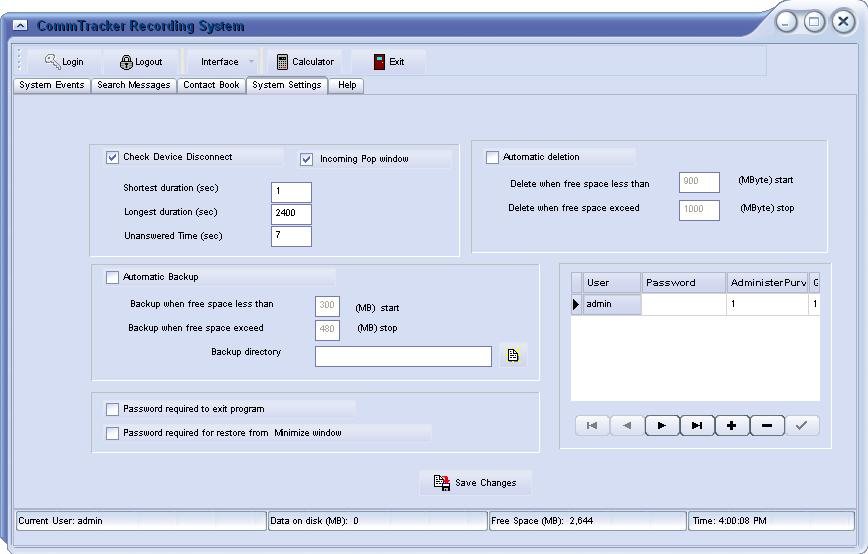 CommTracker Recording System
Login Logout Interface Calculator Exit
System Events Search Messages Contact Book System Settings Help
Check Device Disconnect Incoming Pop window
Shortest duration (sec) 1
Longest duration (sec) 2400
Unanswered Time (sec) 7
Automatic deletion
Delete when free space less than 900 (MByte) start
Delete when free space exceed 1000 (MByte) stop
Automatic Backup
Backup when free space less than 300 (MB) start
Backup when free space exceed 480 (MB) stop
Backup directory
User Password AdministerPurv G
admin 1 1
Password required to exit program
Password required for restore from Minimize window
Save Changes
Current User: admin Data on disk (MB): 0 Free Space (MB): 2,644 Time: 4:00:08 PM